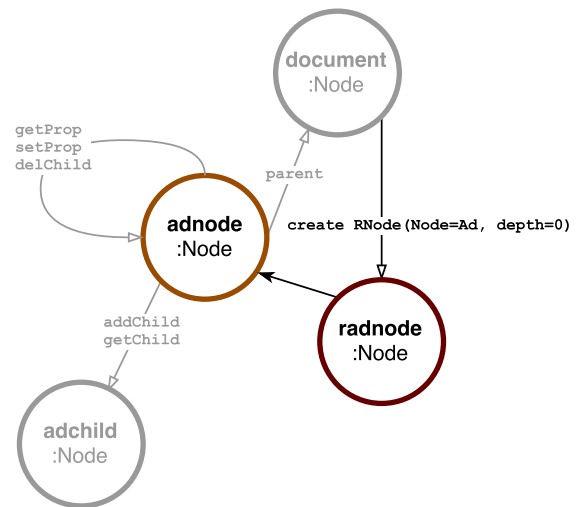 document
:Node
getProp
setProp
delChild
parent
adnode
:Node
create RNode(Node=Ad, depth=0)
addChild
getChild
radnode
:Node
adchild
:Node